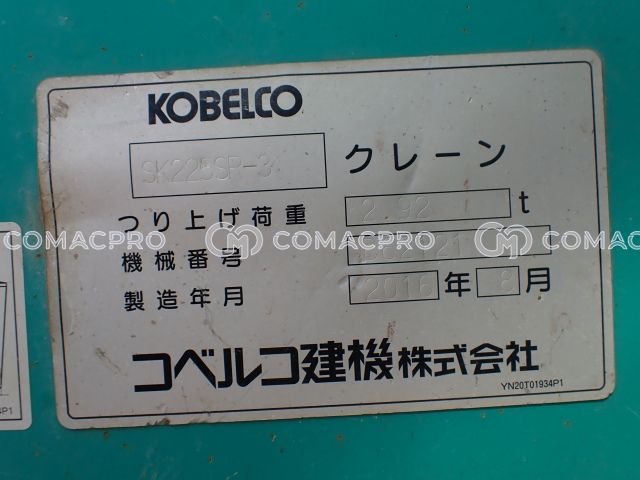 KOBELCO
SK225SR-3 クレーン
つり上げ荷重 2.92 t
機械番号
製造年月 2016 年 8 月
コベルコ建機株式会社
YN20T01934P1
COMACPRO COMACPRO COMACPRO